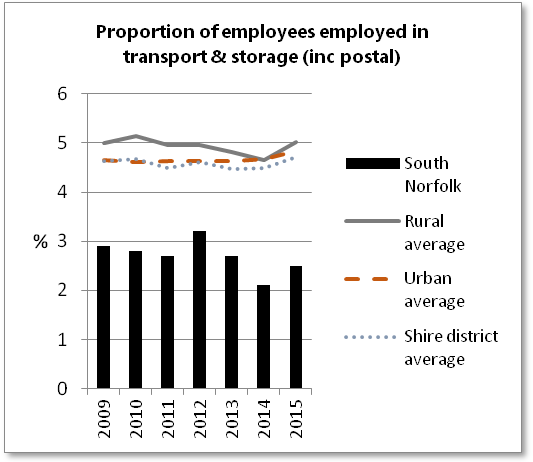 Proportion of employees employed in
transport & storage (inc postal)
6
5
4
3
2
1
0
%
2009
2010
2011
2012
2013
2014
2015
South
Norfolk
Rural
average
Urban
average
Shire district
average